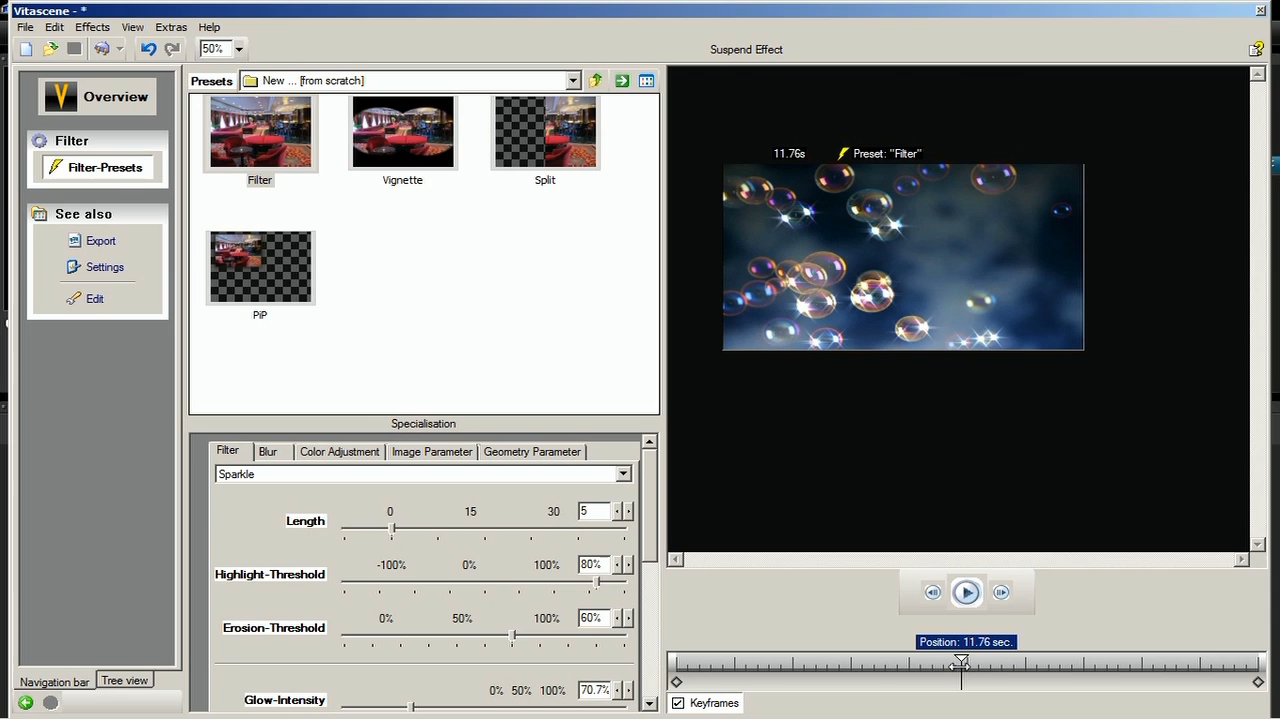 Vitascene - *
File Edit Effects View Extras Help
50%
Suspend Effect
Overview
Filter
Filter-Presets
See also
Export
Settings
Edit
Navigation bar Tree view
Presets New ... [from scratch]
Filter Vignette Split
PiP
Specialisation
Filter Blur Color Adjustment Image Parameter Geometry Parameter
Sparkle
0 15 30 5
Length
-100% 0% 100% 80%
Highlight-Threshold
0% 50% 100% 60%
Erosion-Threshold
0% 50% 100% 70.7%
Glow-Intensity
11.76s Preset: "Filter"
Position: 11.76 sec.
Keyframes